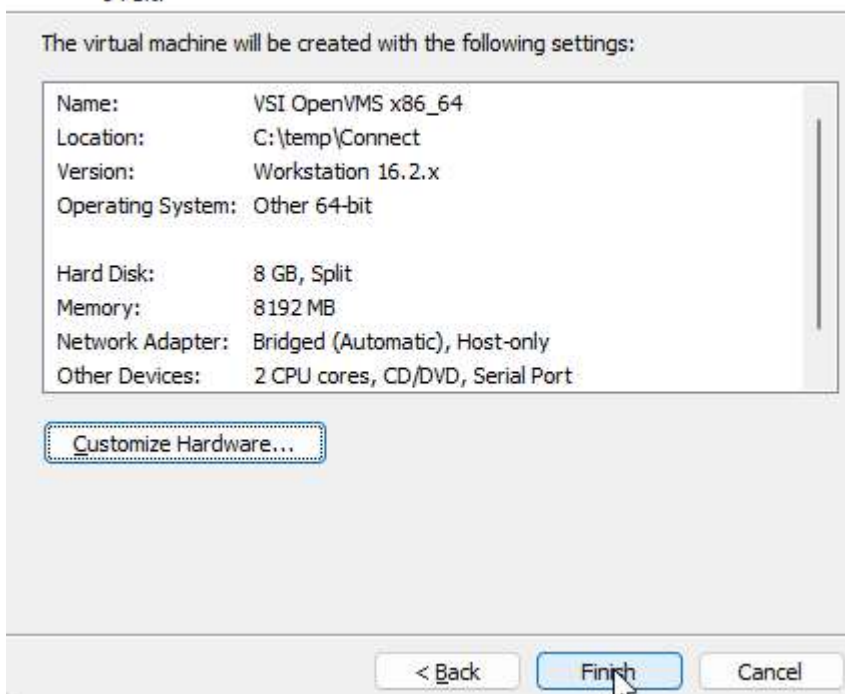 The virtual machine will be created with the following settings:
Name: VSI OpenVMS x86_64
Location: C:\temp\Connect
Version: Workstation 16.2.x
Operating System: Other 64-bit
Hard Disk: 8 GB, Split
Memory: 8192 MB
Network Adapter: Bridged (Automatic), Host-only
Other Devices: 2 CPU cores, CD/DVD, Serial Port
Customize Hardware...
< Back Finish Cancel